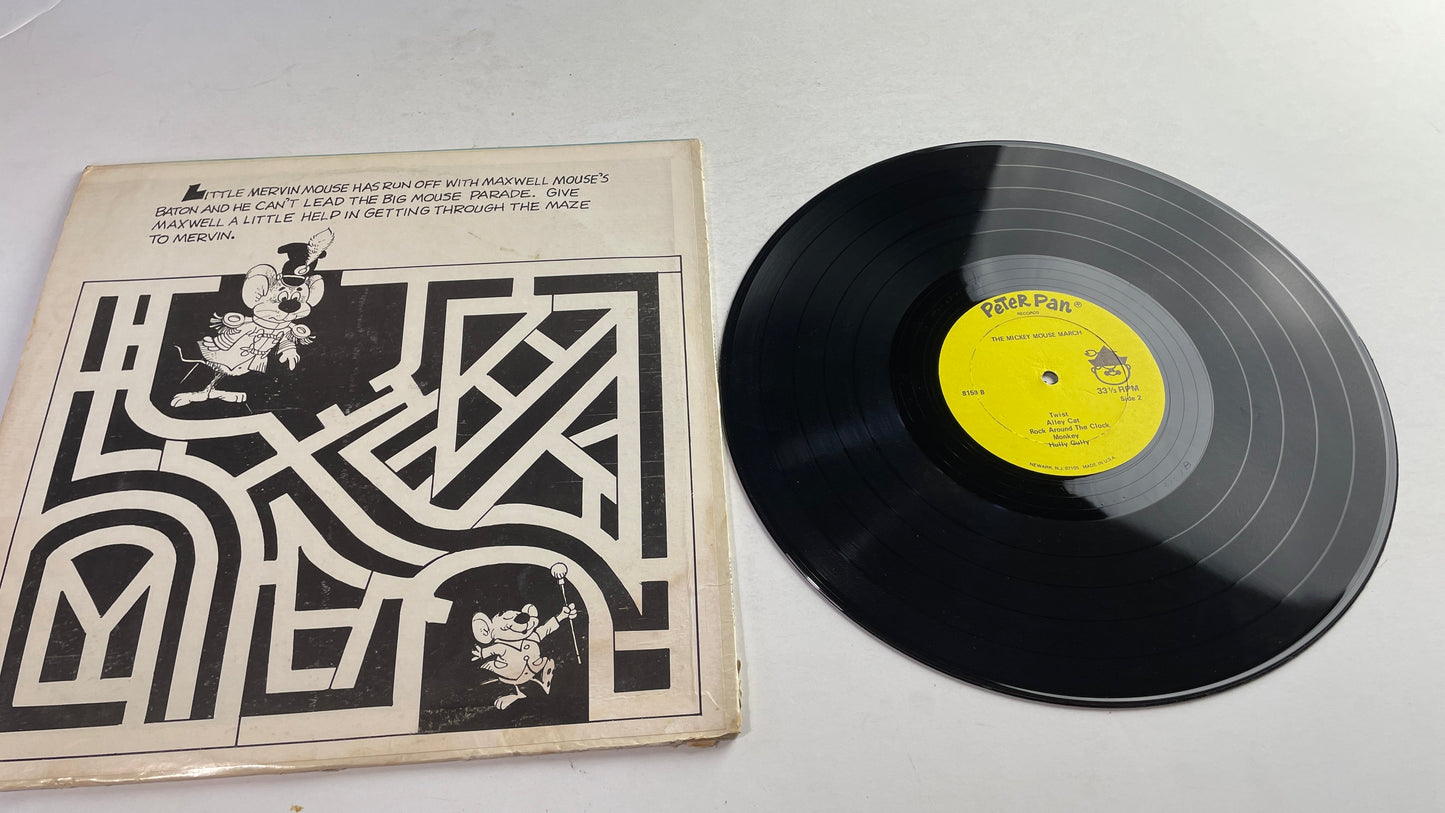 LITTLE MERVIN MOUSE HAS RUN OFF WITH MAXWELL MOUSE'S
BATON AND HE CAN'T LEAD THE BIG MOUSE PARADE. GIVE
MAXWELL A LITTLE HELP IN GETTING THROUGH THE MAZE
TO MERVIN.
PETER PAN®
RECORDS
THE MICKEY MOUSE MARCH
8159 B
33⅓ RPM
Side 2
Twist
Alley Cat
Rock Around The Clock
Monkey
Hully Gully
NEWARK, N.J. 07105 MADE IN U.S.A.